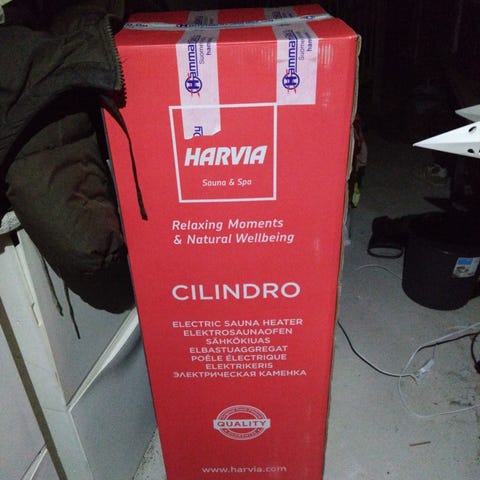 HARVIA
Sauna & Spa
Relaxing Moments
& Natural Wellbeing
CILINDRO
ELECTRIC SAUNA HEATER
ELEKTROSAUNAOFEN
SÄHKÖKIUAS
ELBASTUAGGREGAT
POÊLE ÉLECTRIQUE
ELEKTRIKERIS
ЭЛЕКТРИЧЕСКАЯ КАМЕНКА
QUALITY
www.harvia.com